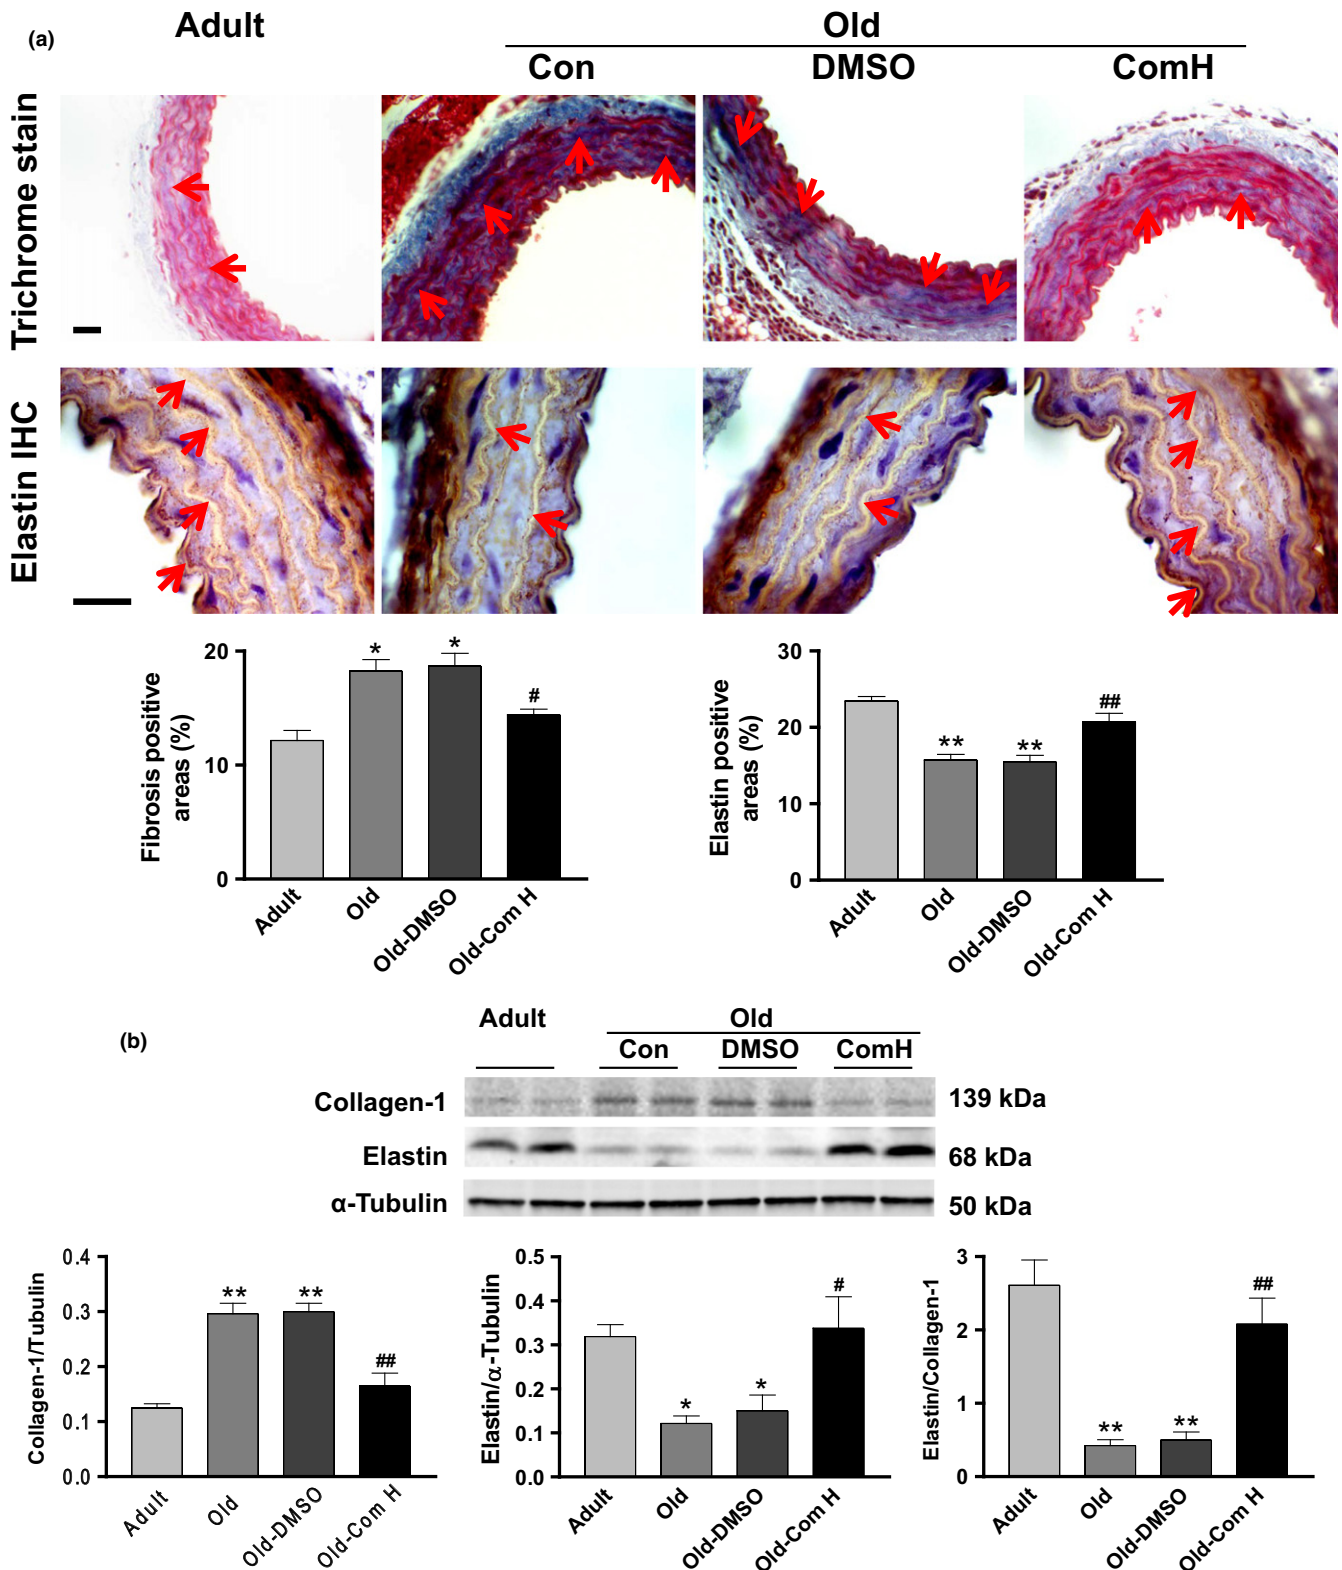 (a)
Adult
Old
Con
DMSO
ComH
Trichrome stain
Elastin IHC
Fibrosis positive
areas (%)
20
10
0
*
*
#
Adult
Old
Old-DMSO
Old-Com H
Elastin positive
areas (%)
30
20
10
0
**
**
##
Adult
Old
Old-DMSO
Old-Com H
(b)
Adult
Old
Con
DMSO
ComH
Collagen-1
139 kDa
Elastin
68 kDa
α-Tubulin
50 kDa
Collagen-1/Tubulin
0.4
0.3
0.2
0.1
0.0
**
**
##
Adult
Old
Old-DMSO
Old-Com H
Elastin/α-Tubulin
0.5
0.4
0.3
0.2
0.1
0.0
*
*
#
Adult
Old
Old-DMSO
Old-Com H
Elastin/Collagen-1
3
2
1
0
**
**
##
Adult
Old
Old-DMSO
Old-Com H